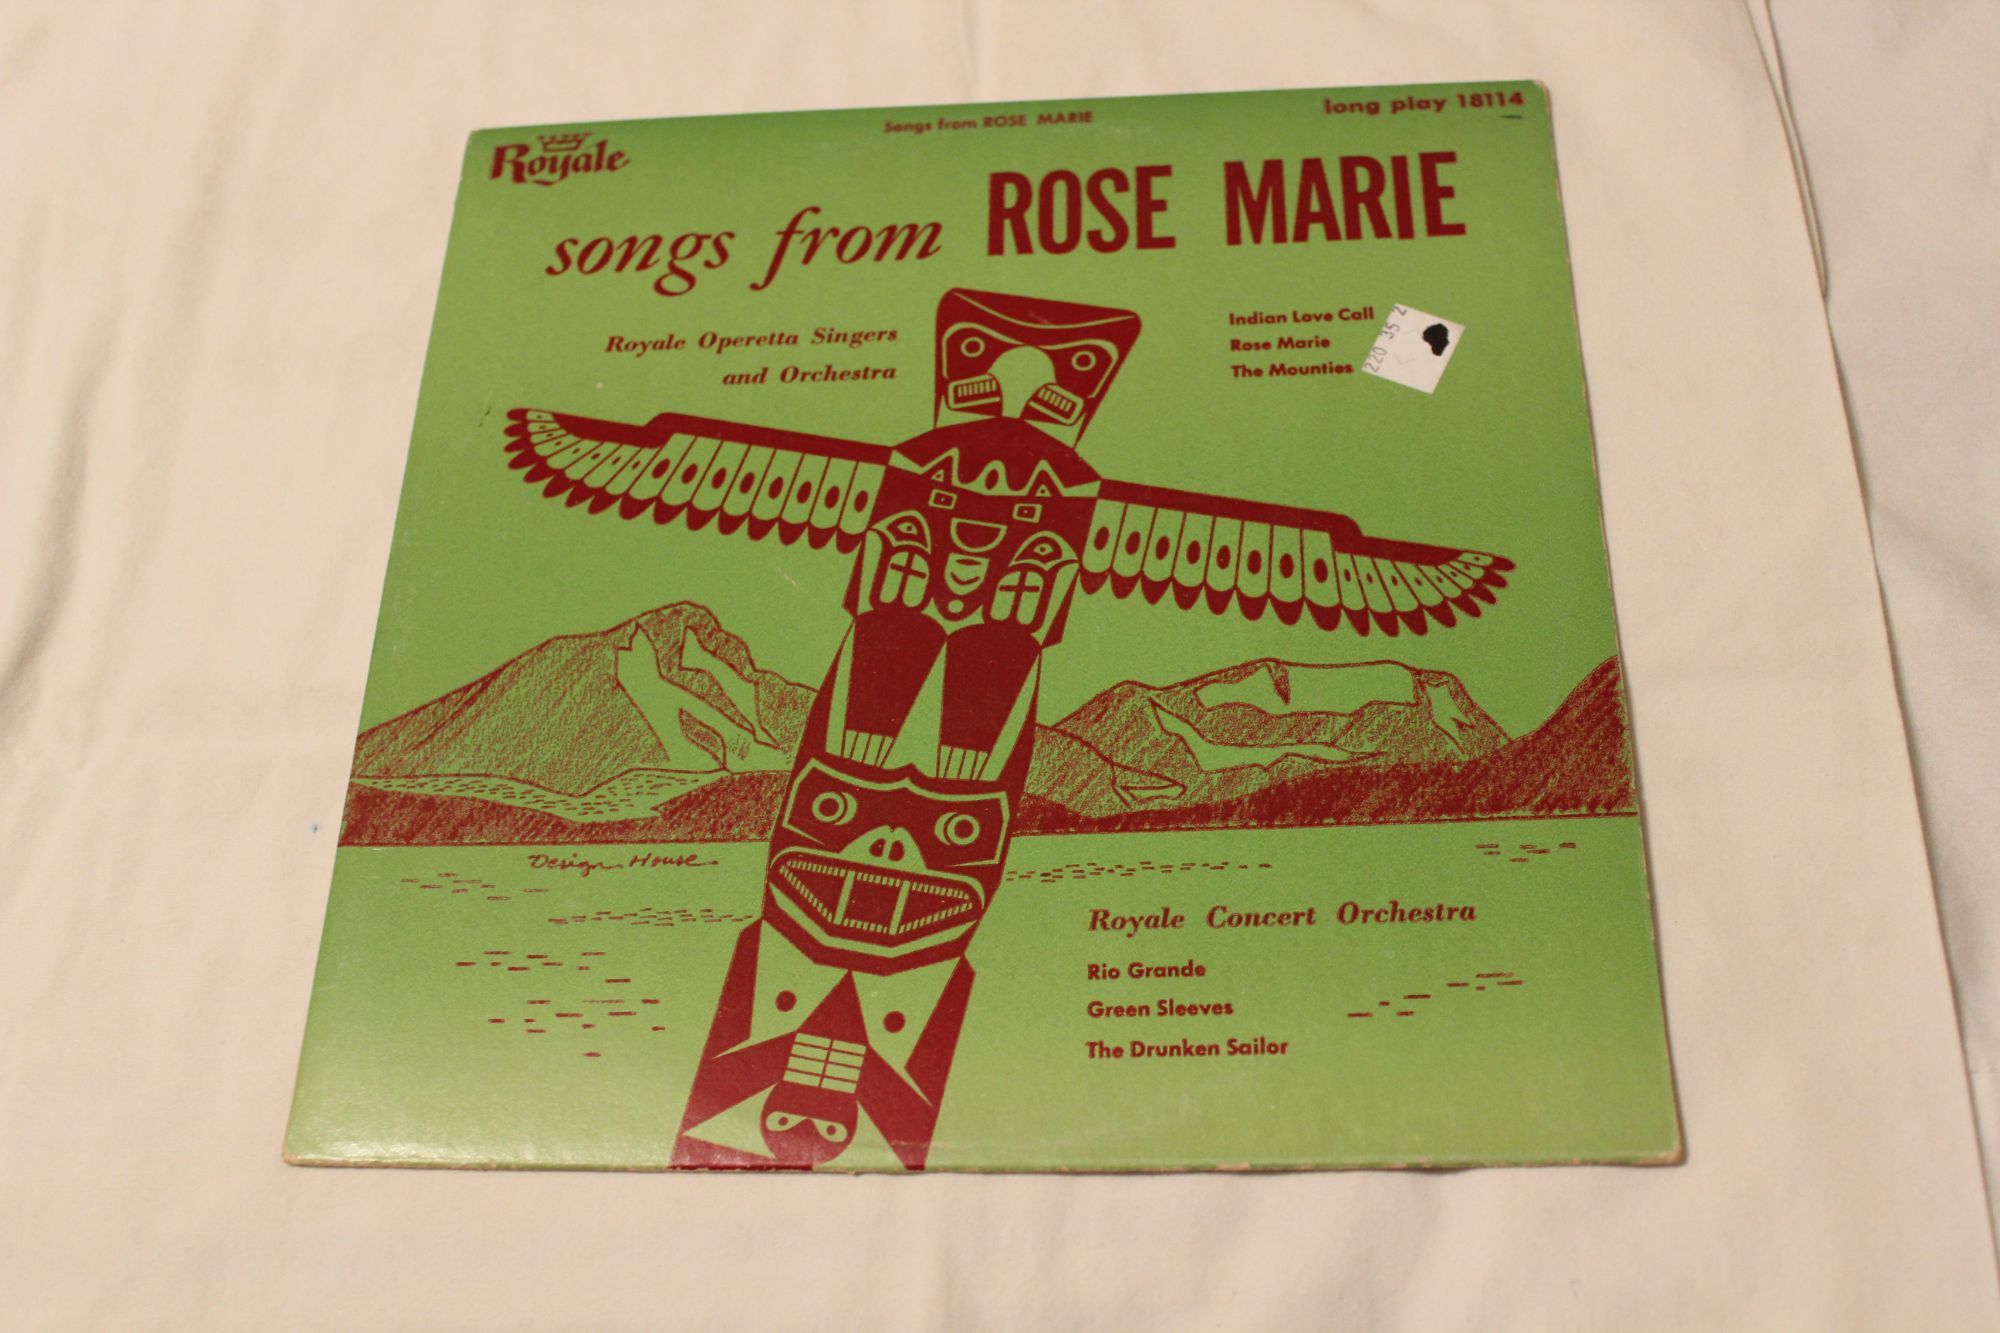 Songs from ROSE MARIE
long play 18114
Royale
songs from ROSE MARIE
Royale Operetta Singers
and Orchestra
Indian Love Call
Rose Marie
The Mounties
220 35 2
Design House
Royale Concert Orchestra
Rio Grande
Green Sleeves
The Drunken Sailor